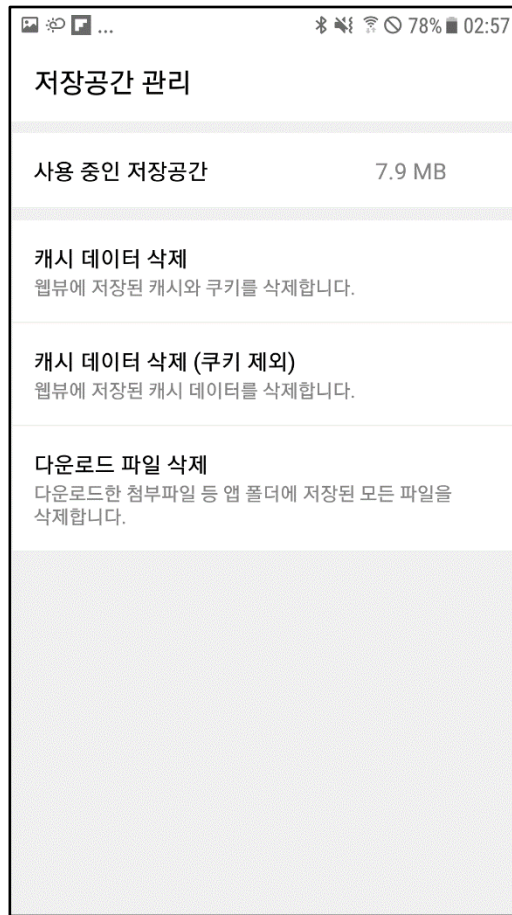 ... 78% 02:57
저장공간 관리
사용 중인 저장공간 7.9 MB
캐시 데이터 삭제
웹뷰에 저장된 캐시와 쿠키를 삭제합니다.
캐시 데이터 삭제 (쿠키 제외)
웹뷰에 저장된 캐시 데이터를 삭제합니다.
다운로드 파일 삭제
다운로드한 첨부파일 등 앱 폴더에 저장된 모든 파일을
삭제합니다.